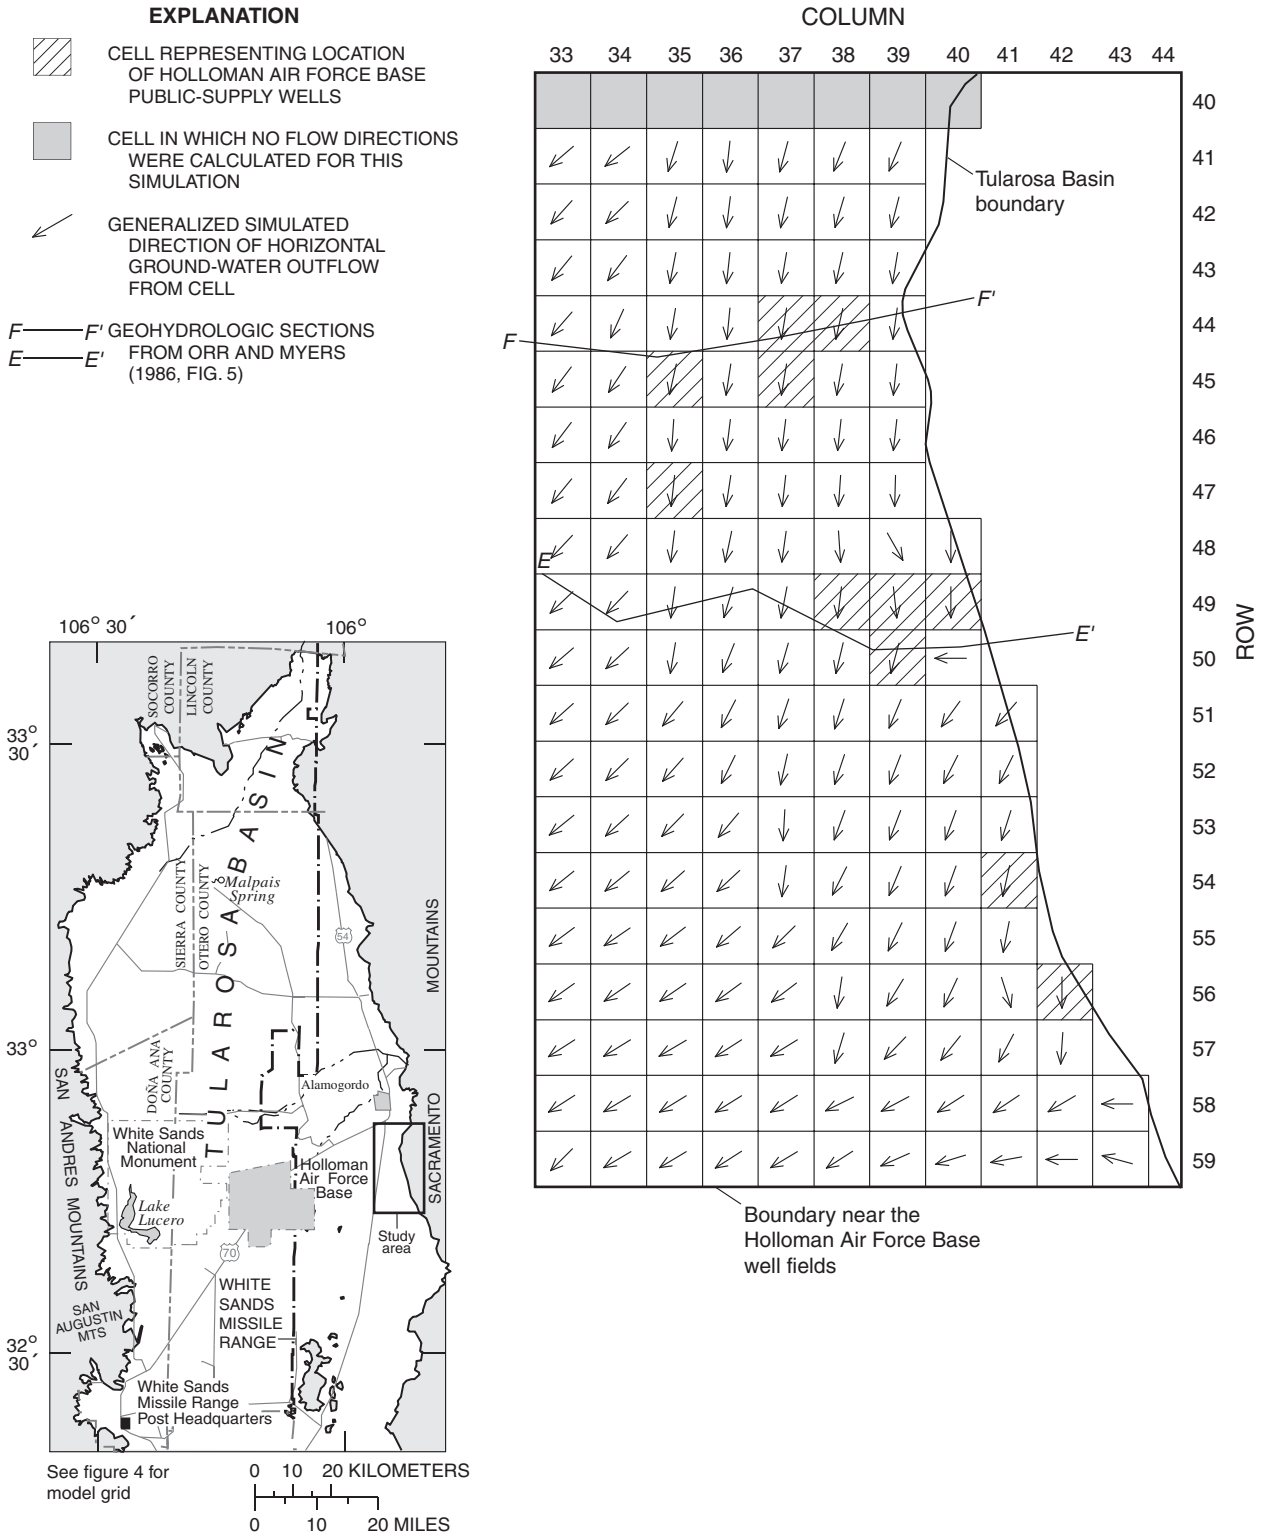 EXPLANATION
CELL REPRESENTING LOCATION
OF HOLLOMAN AIR FORCE BASE
PUBLIC-SUPPLY WELLS
CELL IN WHICH NO FLOW DIRECTIONS
WERE CALCULATED FOR THIS
SIMULATION
GENERALIZED SIMULATED
DIRECTION OF HORIZONTAL
GROUND-WATER OUTFLOW
FROM CELL
F F' GEOHYDROLOGIC SECTIONS
E E' FROM ORR AND MYERS
(1986, FIG. 5)
COLUMN
33 34 35 36 37 38 39 40 41 42 43 44
40
41
Tularosa Basin
boundary
42
43
F'
44
F
45
46
47
48
E
49
E'
50
ROW
51
52
53
54
55
56
57
58
59
Boundary near the
Holloman Air Force Base
well fields
106° 30′ 106°
33°
30′
33°
32°
30′
SOCORRO
COUNTY
LINCOLN
COUNTY
TULAROSA BASIN
Malpais
Spring
SIERRA COUNTY
OTERO COUNTY
54
MOUNTAINS
DOÑA ANA
COUNTY
Alamogordo
SACRAMENTO
White Sands
National
Monument
Holloman
Air Force
Base
Lake
Lucero
Study
area
70
SAN ANDRES MOUNTAINS
SAN
AUGUSTIN
MTS
WHITE
SANDS
MISSILE
RANGE
White Sands
Missile Range
Post Headquarters
See figure 4 for
model grid
0 10 20 KILOMETERS
0 10 20 MILES